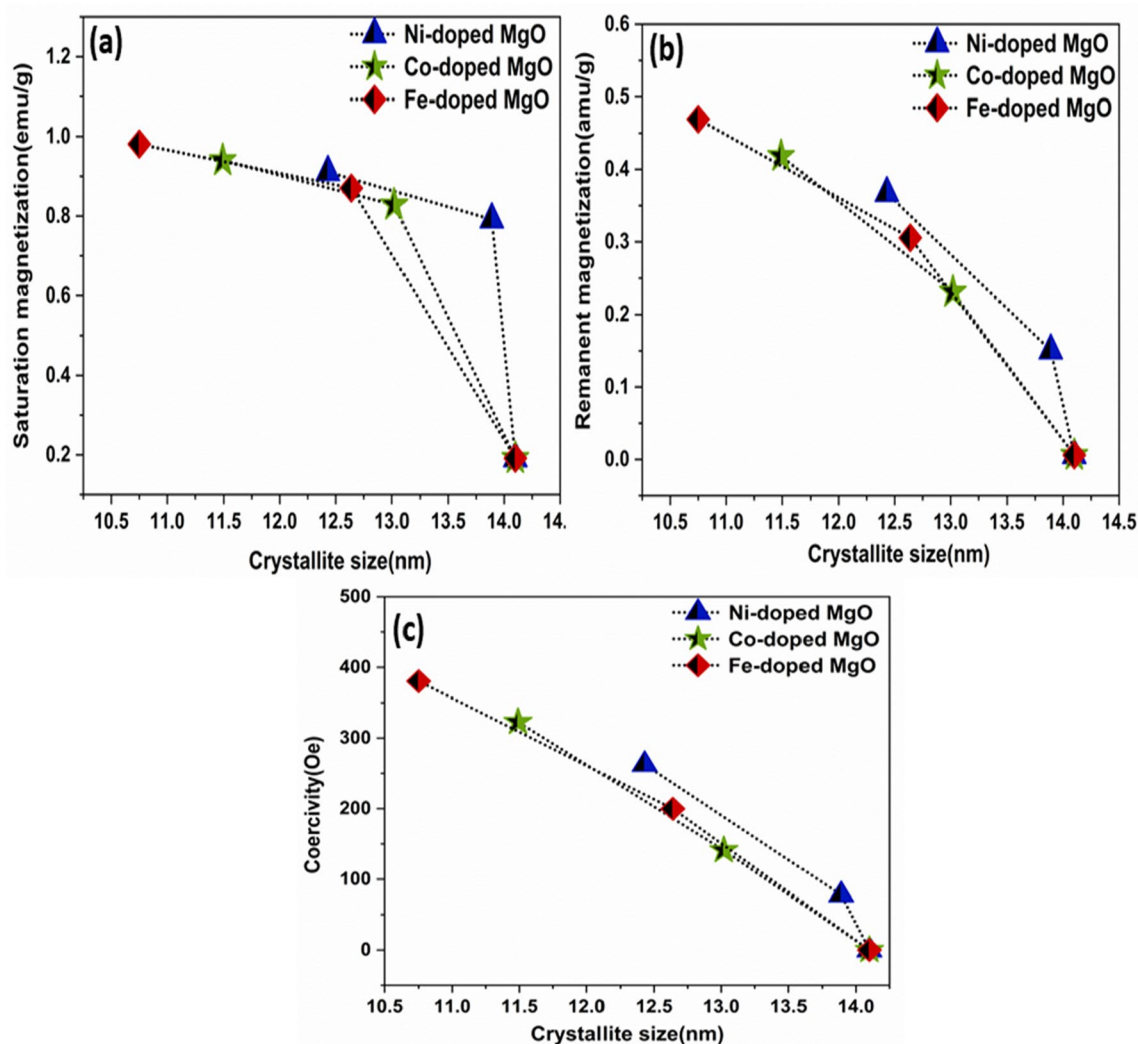 (a)
Ni-doped MgO
Co-doped MgO
Fe-doped MgO
Saturation magnetization(emu/g)
1.2
1.0
0.8
0.6
0.4
0.2
10.5 11.0 11.5 12.0 12.5 13.0 13.5 14.0 14.
Crystallite size(nm)
(b)
Ni-doped MgO
Co-doped MgO
Fe-doped MgO
Remanent magnetization(amu/g)
0.6
0.5
0.4
0.3
0.2
0.1
0.0
10.5 11.0 11.5 12.0 12.5 13.0 13.5 14.0 14.5
Crystallite size(nm)
(c)
Ni-doped MgO
Co-doped MgO
Fe-doped MgO
Coercivity(Oe)
500
400
300
200
100
0
10.5 11.0 11.5 12.0 12.5 13.0 13.5 14.0
Crystallite size(nm)